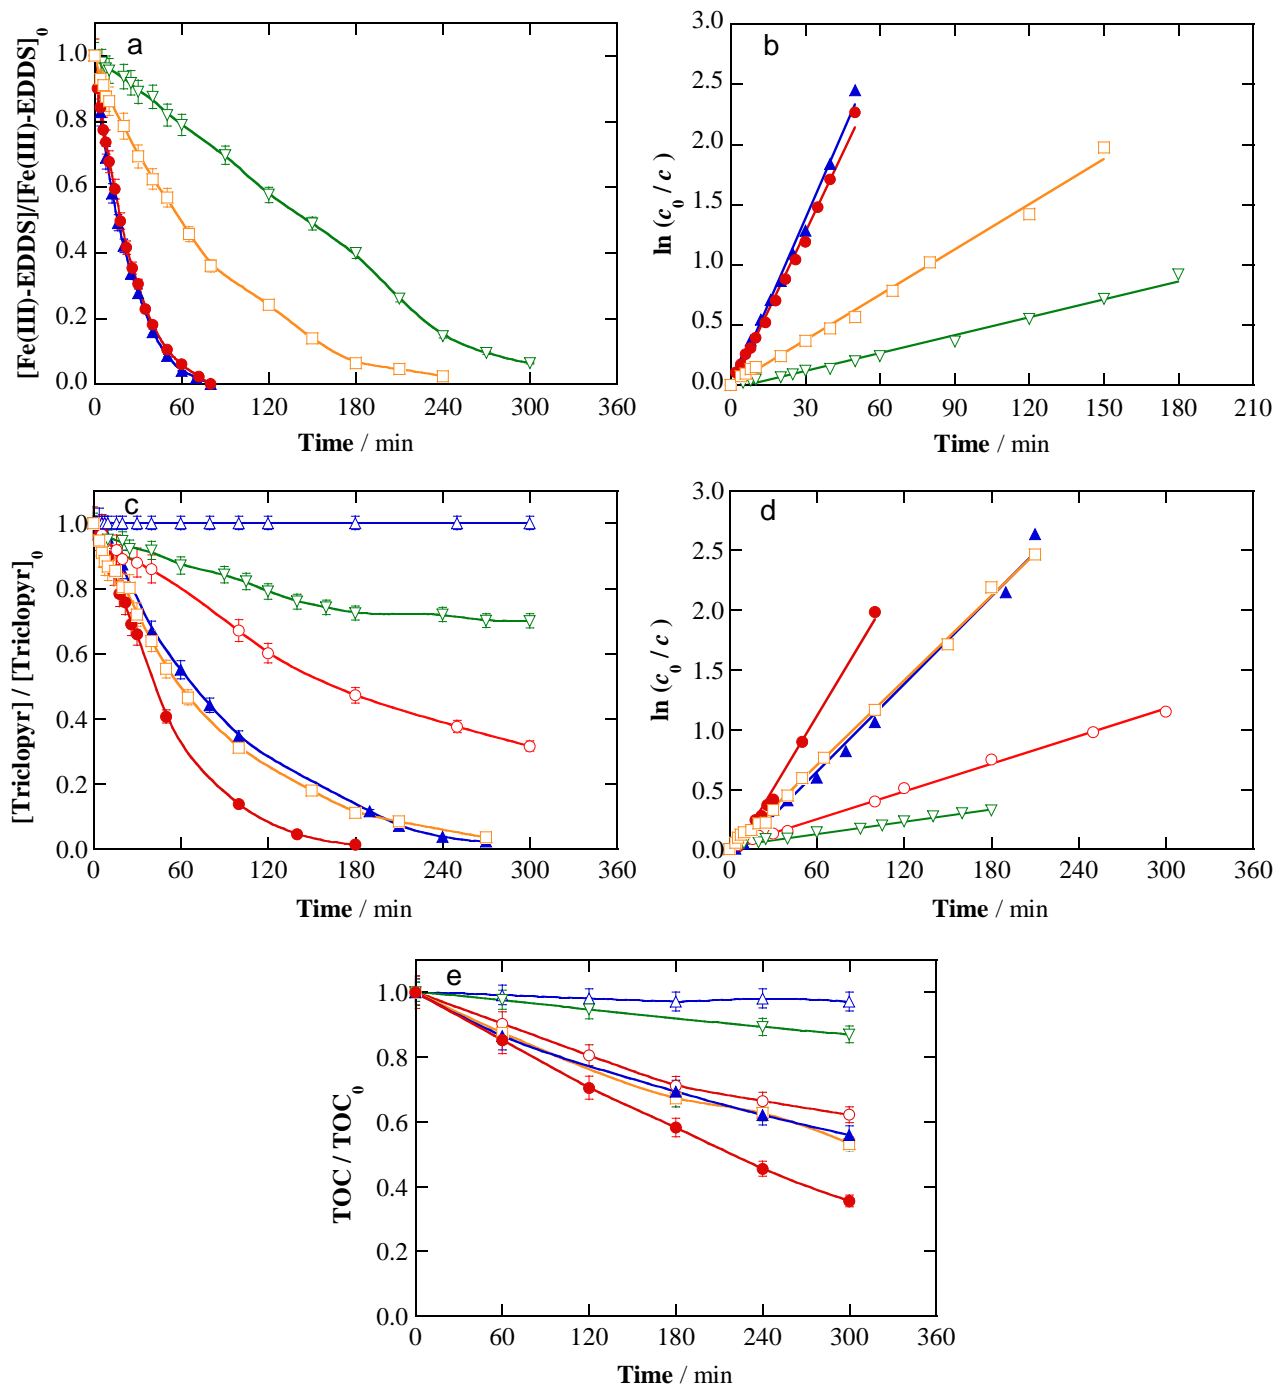 a
[Fe(III)-EDDS]/[Fe(III)-EDDS]0
1.0
0.8
0.6
0.4
0.2
0.0
0 60 120 180 240 300 360
Time / min
b
ln (c0 / c )
3.0
2.5
2.0
1.5
1.0
0.5
0.0
0 30 60 90 120 150 180 210
Time / min
c
[Triclopyr] / [Triclopyr]0
1.0
0.8
0.6
0.4
0.2
0.0
0 60 120 180 240 300 360
Time / min
d
ln (c0 / c )
3.0
2.5
2.0
1.5
1.0
0.5
0.0
0 60 120 180 240 300 360
Time / min
e
TOC / TOC0
1.0
0.8
0.6
0.4
0.2
0.0
0 60 120 180 240 300 360
Time / min